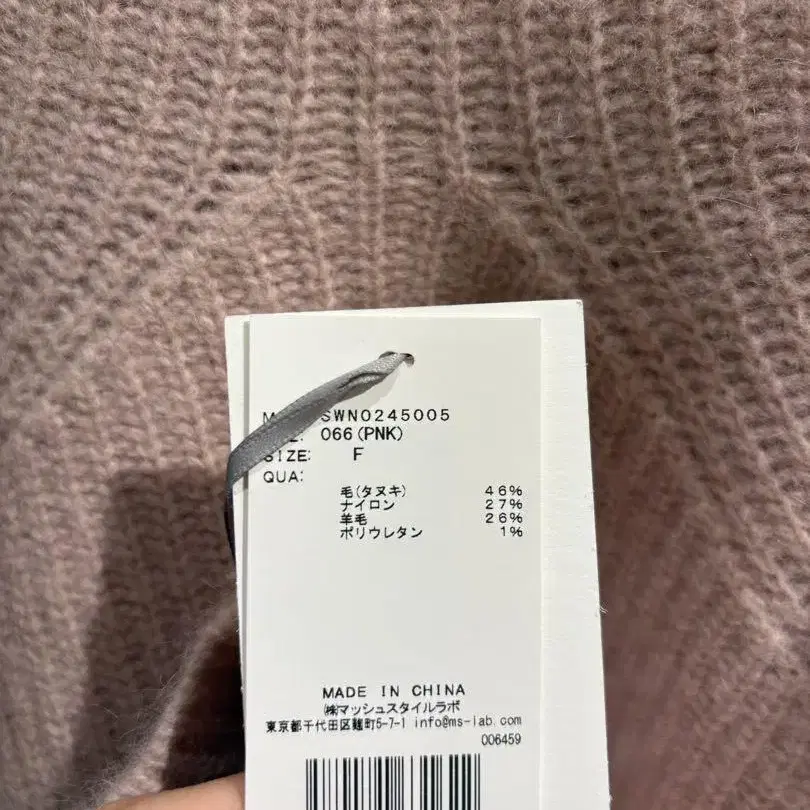 SWN0245005
066(PNK)
SIZE: F
QUA:
毛(タヌキ) 46%
ナイロン 27%
羊毛 26%
ポリウレタン 1%
MADE IN CHINA
㈱マッシュスタイルラボ
東京都千代田区麹町5-7-1 info@ms-lab.com
006459